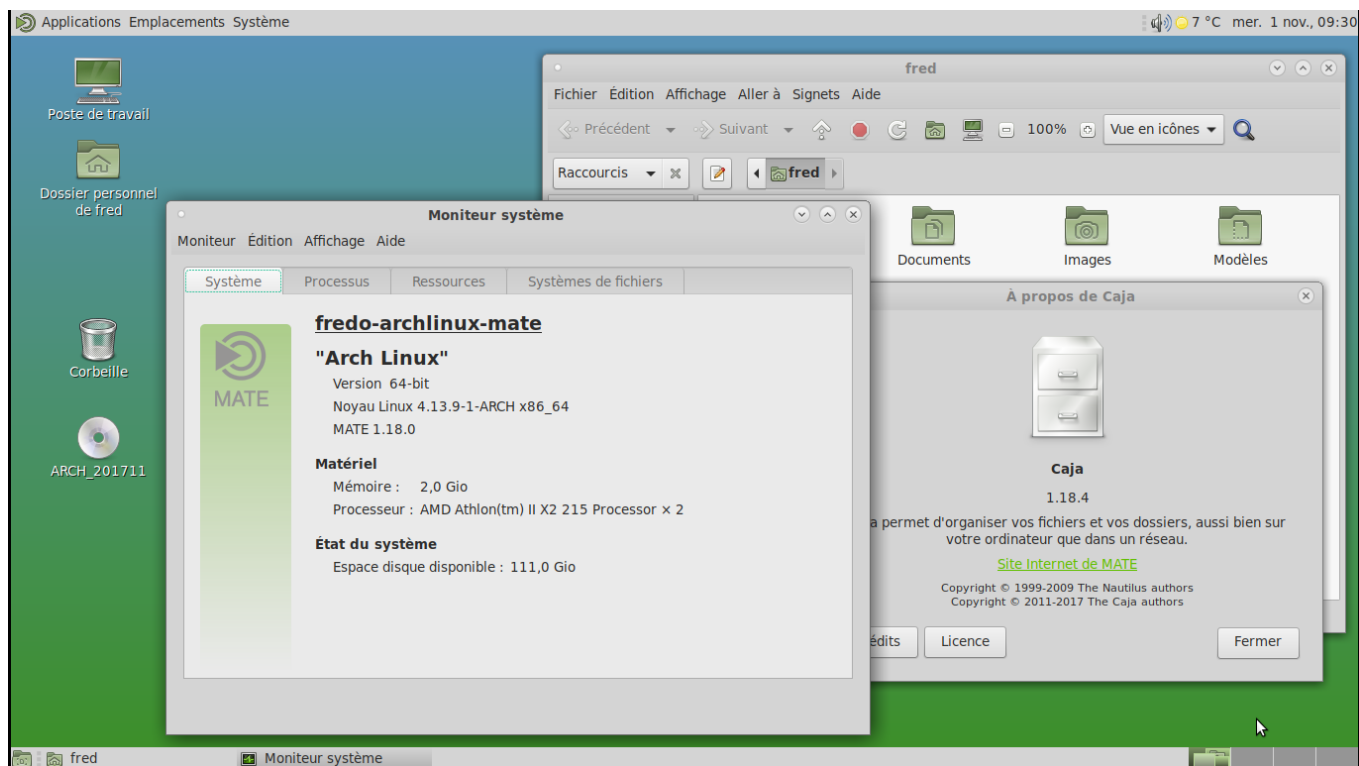 Applications Emplacements Système
7 °C mer. 1 nov., 09:30
Poste de travail
Dossier personnel
de fred
Corbeille
ARCH_201711
fred
Fichier Édition Affichage Aller à Signets Aide
Précédent Suivant 100% Vue en icônes
Raccourcis fred
Documents Images Modèles
Moniteur système
Moniteur Édition Affichage Aide
Système Processus Ressources Systèmes de fichiers
MATE
fredo-archlinux-mate
"Arch Linux"
Version 64-bit
Noyau Linux 4.13.9-1-ARCH x86_64
MATE 1.18.0
Matériel
Mémoire : 2,0 Gio
Processeur : AMD Athlon(tm) II X2 215 Processor × 2
État du système
Espace disque disponible : 111,0 Gio
À propos de Caja
Caja
1.18.4
a permet d'organiser vos fichiers et vos dossiers, aussi bien sur
votre ordinateur que dans un réseau.
Site Internet de MATE
Copyright © 1999-2009 The Nautilus authors
Copyright © 2011-2017 The Caja authors
édits Licence Fermer
fred Moniteur système